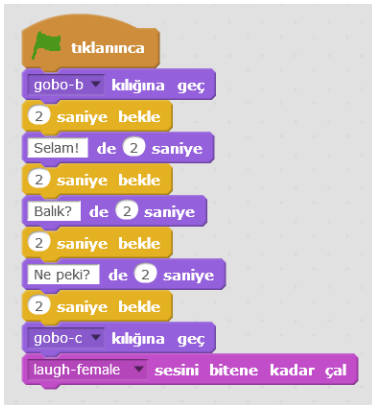 tıklanınca
gobo-b kılığına geç
2 saniye bekle
Selam! de 2 saniye
2 saniye bekle
Balık? de 2 saniye
2 saniye bekle
Ne peki? de 2 saniye
2 saniye bekle
gobo-c kılığına geç
laugh-female sesini bitene kadar çal